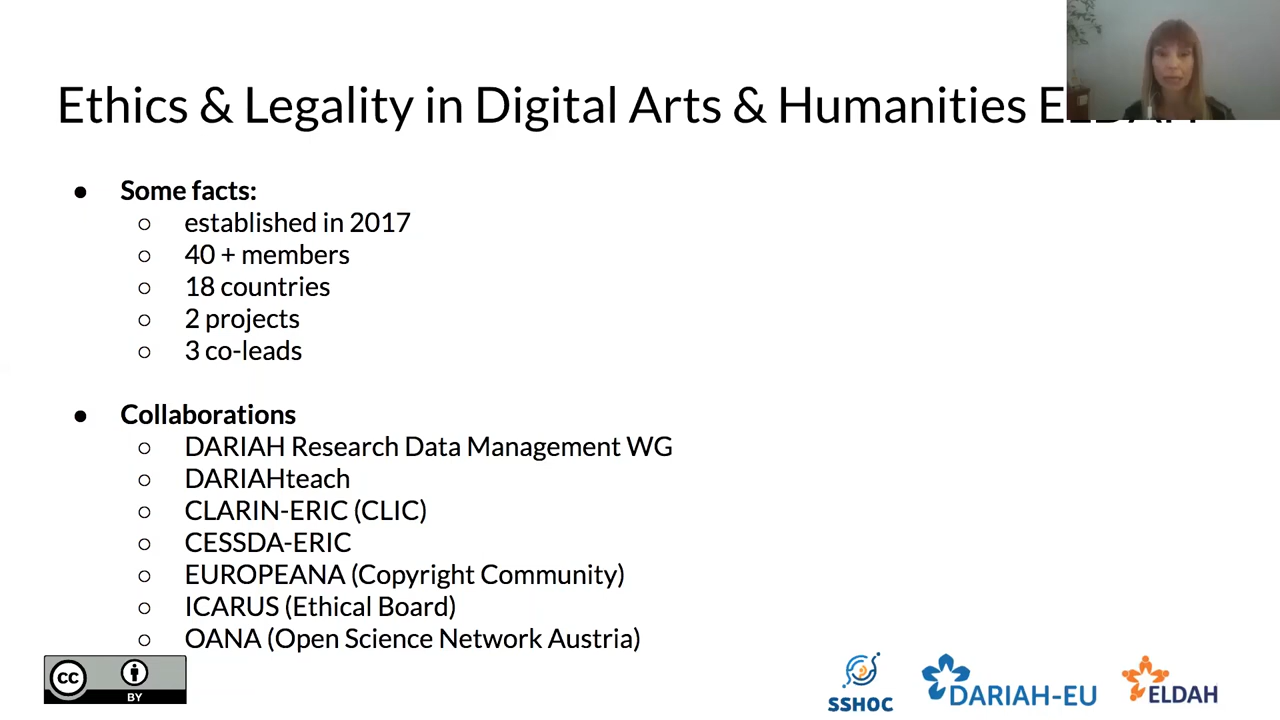 Ethics & Legality in Digital Arts & Humanities ELDAH
● Some facts:
○ established in 2017
○ 40 + members
○ 18 countries
○ 2 projects
○ 3 co-leads
● Collaborations
○ DARIAH Research Data Management WG
○ DARIAHteach
○ CLARIN-ERIC (CLIC)
○ CESSDA-ERIC
○ EUROPEANA (Copyright Community)
○ ICARUS (Ethical Board)
○ OANA (Open Science Network Austria)
cc
BY
SSHOC
DARIAH-EU
ELDAH